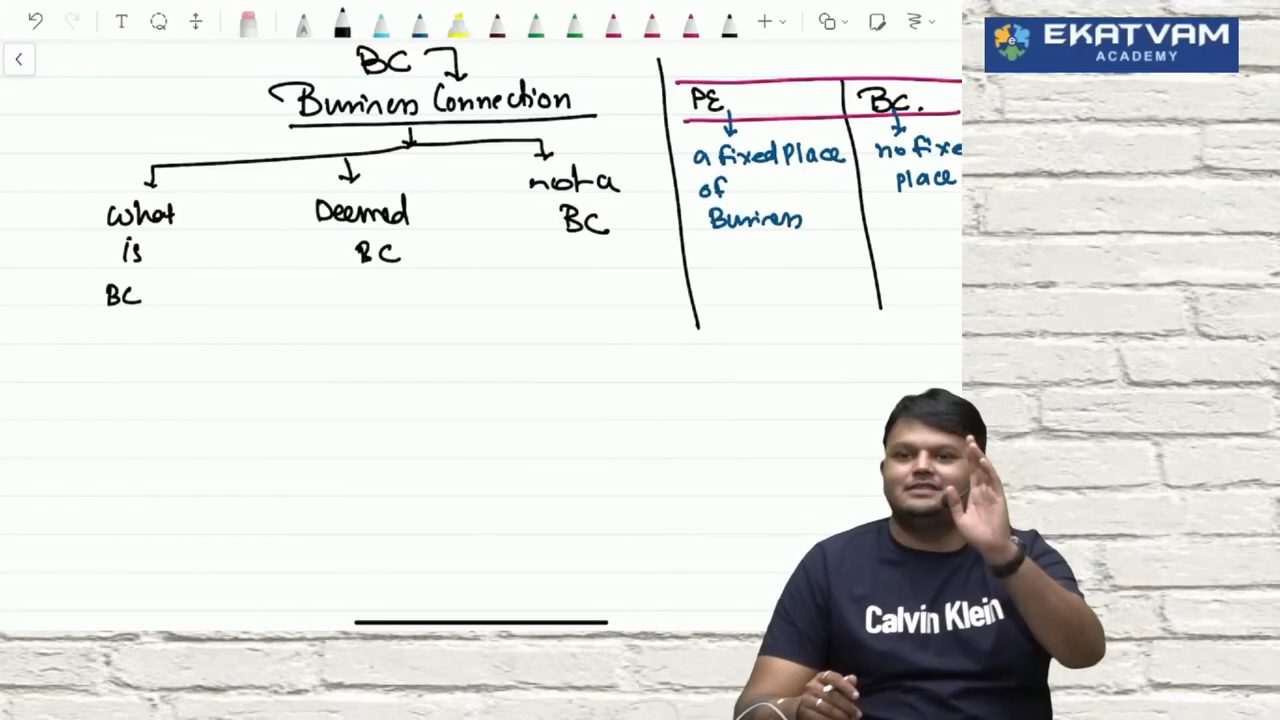 BC
Business Connection
what
is
BC
Deemed
BC
not a
BC
PE
a fixed Place
of
Business
BC.
no fixe
place
EKATVAM
ACADEMY
Calvin Klein
T